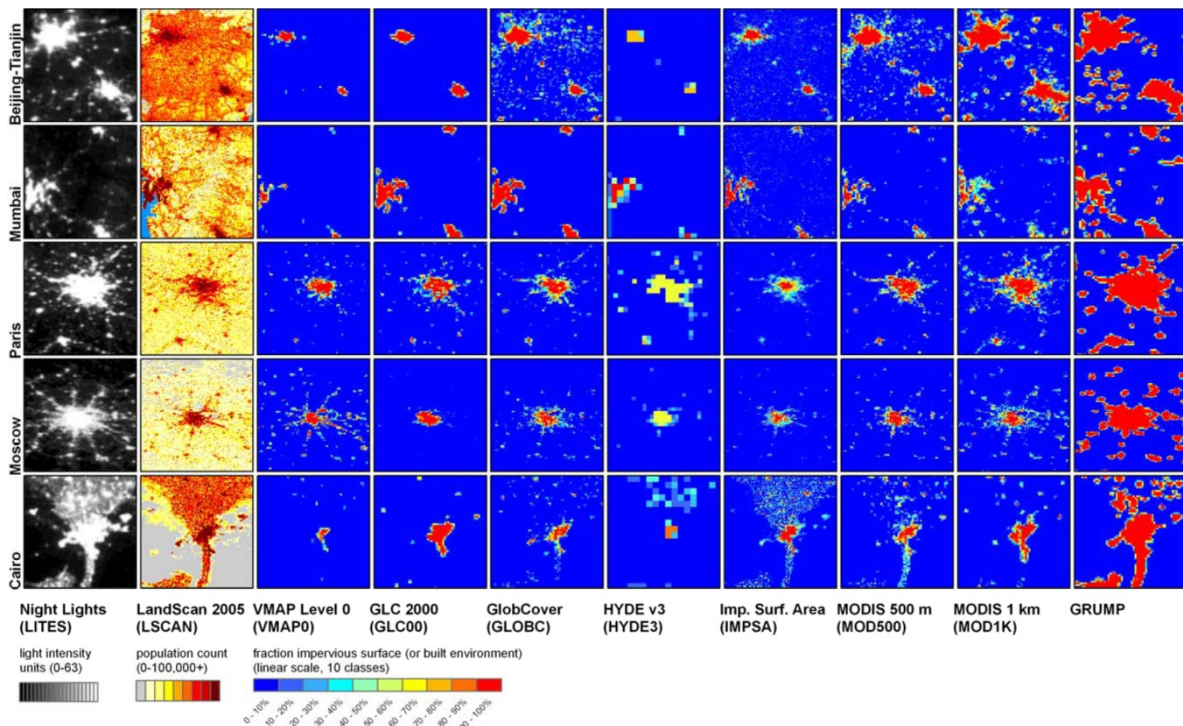 Beijing-Tianjin
Mumbai
Paris
Moscow
Cairo
Night Lights
(LITES)
LandScan 2005
(LSCAN)
VMAP Level 0
(VMAP0)
GLC 2000
(GLC00)
GlobCover
(GLOBC)
HYDE v3
(HYDE3)
Imp. Surf. Area
(IMPSA)
MODIS 500 m
(MOD500)
MODIS 1 km
(MOD1K)
GRUMP
light intensity
units (0-63)
population count
(0-100,000+)
fraction impervious surface (or built environment)
(linear scale, 10 classes)
0 - 10%
10 - 20%
20 - 30%
30 - 40%
40 - 50%
50 - 60%
60 - 70%
70 - 80%
80 - 90%